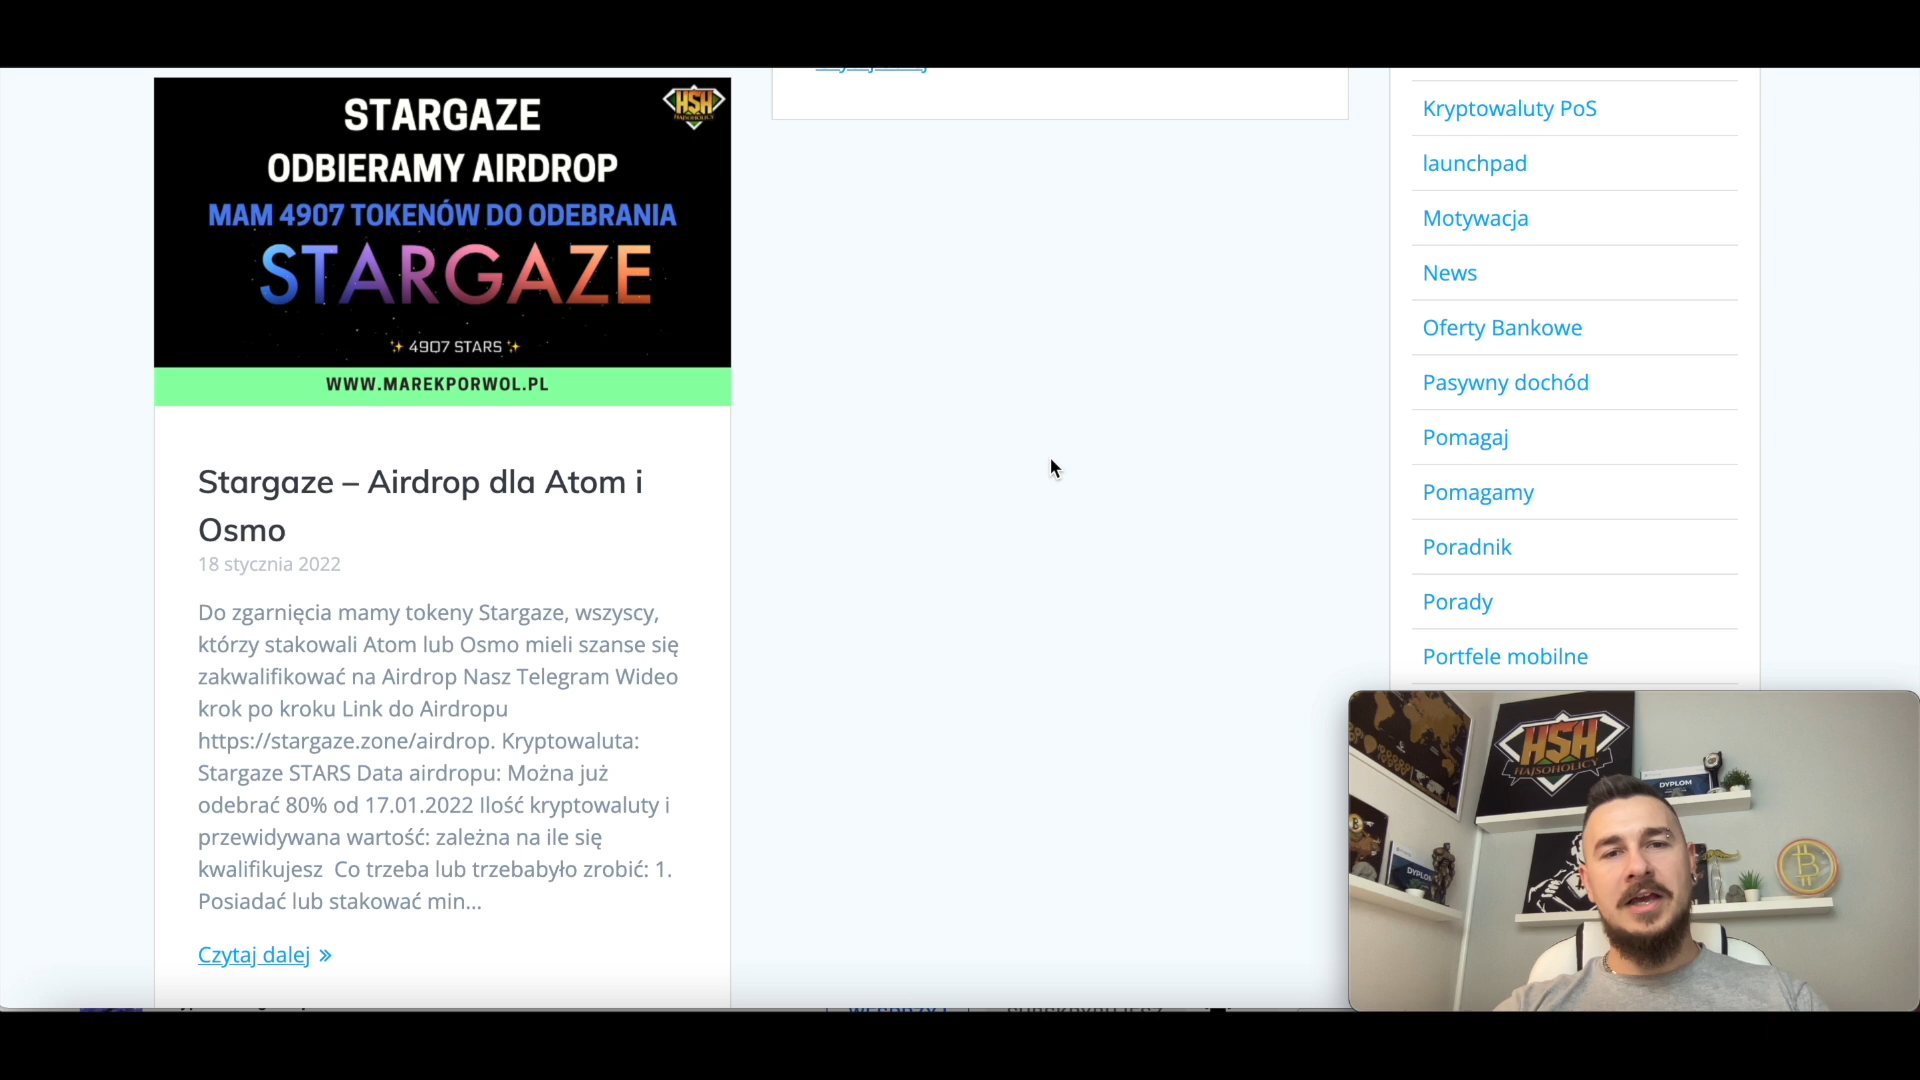 STARGAZE
ODBIERAMY AIRDROP
MAM 4907 TOKENÓW DO ODEBRANIA
STARGAZE
✨ 4907 STARS ✨
WWW.MAREKPORWOL.PL
HSH
HAJSOHOLICY
Stargaze – Airdrop dla Atom i
Osmo
18 stycznia 2022
Do zgarnięcia mamy tokeny Stargaze, wszyscy,
którzy stakowali Atom lub Osmo mieli szanse się
zakwalifikować na Airdrop Nasz Telegram Wideo
krok po kroku Link do Airdropu
https://stargaze.zone/airdrop. Kryptowaluta:
Stargaze STARS Data airdropu: Można już
odebrać 80% od 17.01.2022 Ilość kryptowaluty i
przewidywana wartość: zależna na ile się
kwalifikujesz  Co trzeba lub trzebabyło zrobić: 1.
Posiadać lub stakować min...
Czytaj dalej »
Kryptowaluty PoS
launchpad
Motywacja
News
Oferty Bankowe
Pasywny dochód
Pomagaj
Pomagamy
Poradnik
Porady
Portfele mobilne
HSH
HAJSOHOLICY
DYPLOM
DYPLOM